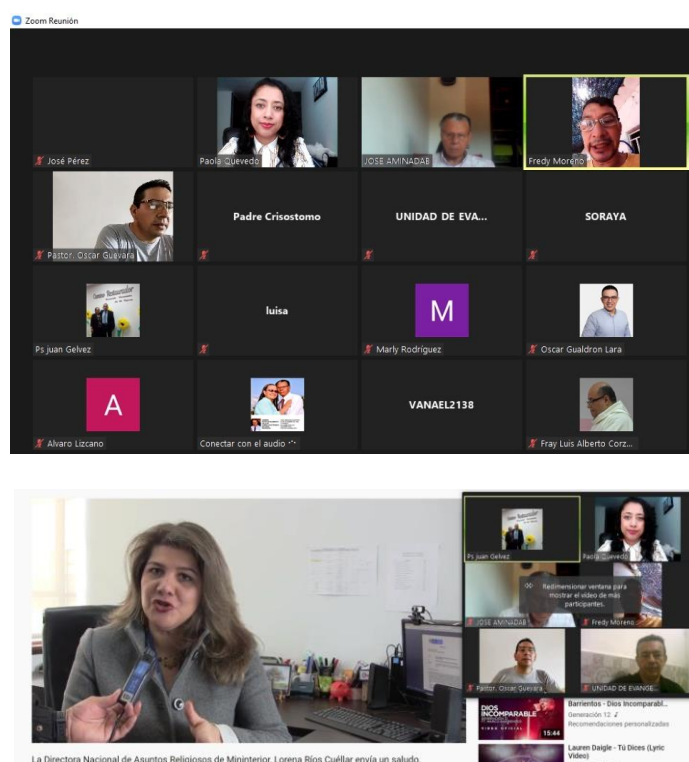 Zoom Reunión
José Pérez
Paola Quevedo
JOSE AMINADAB
Fredy Moreno
Pastor. Oscar Guevara
Padre Crisostomo
UNIDAD DE EVA...
SORAYA
Ps juan Gelvez
luisa
M
Marly Rodríguez
Oscar Gualdron Lara
A
Alvaro Lizcano
Conectar con el audio
VANAEL2138
Fray Luis Alberto Corz...
Ps juan Gelvez
Paola Quevedo
Redimensionar ventana para
mostrar el vídeo de más
participantes.
JOSE AMINADAB
Fredy Moreno
Pastor. Oscar Guevara
UNIDAD DE EVANGE...
DIOS
INCOMPARABLE
VIDEO OFICIAL
15:44
Barrientos - Dios Incomparabl...
Generación 12
Recomendaciones personalizadas
Lauren Daigle - Tú Dices (Lyric
Video)
La Directora Nacional de Asuntos Religiosos de Mininterior, Lorena Ríos Cuéllar envía un saludo.